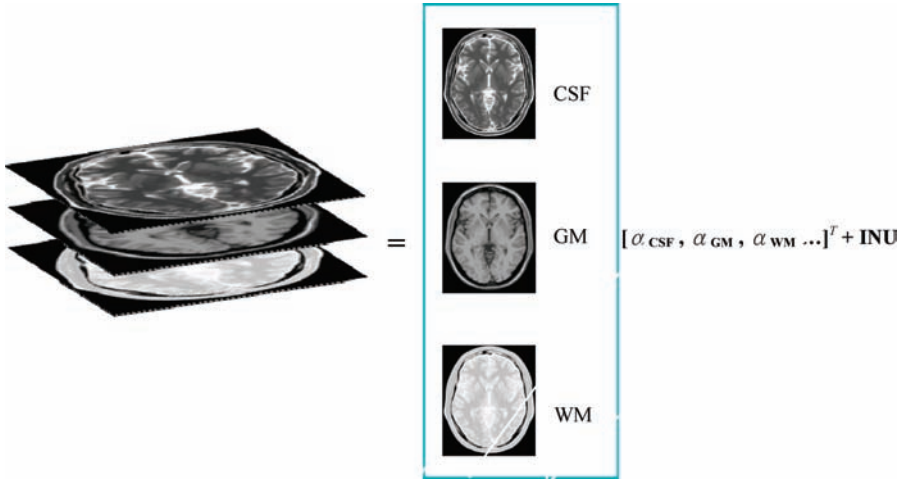 CSF
= GM [α CSF , α GM , α WM ...]ᵀ + INU
WM